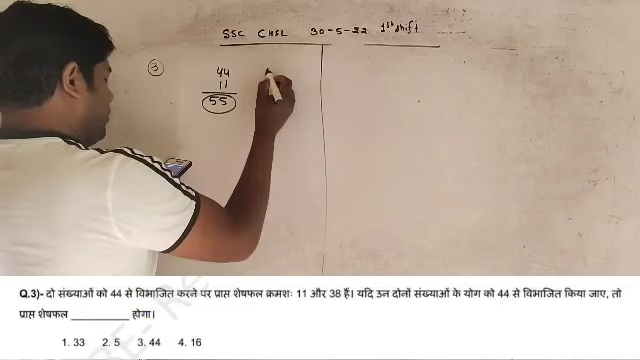 SSC CHSL 30-5-22 1st shift
3
44
11
55
Q.3)- दो संख्याओं को 44 से विभाजित करने पर प्राप्त शेषफल क्रमशः 11 और 38 हैं। यदि उन दोनों संख्याओं के योग को 44 से विभाजित किया जाए, तो
प्राप्त शेषफल __________ होगा।
1. 33 2. 5 3. 44 4. 16